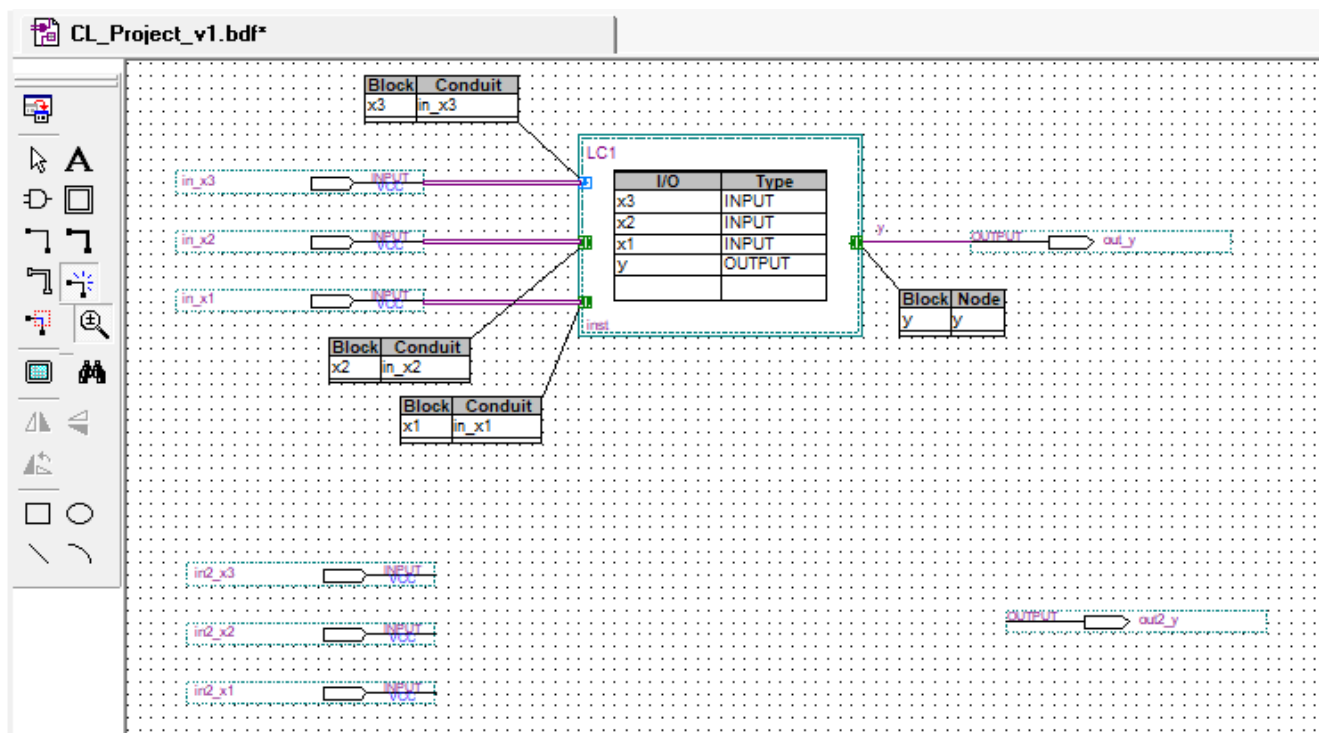 CL_Project_v1.bdf*
Block Conduit
x3 in_x3
LC1
I/O Type
x3 INPUT
x2 INPUT
x1 INPUT
y OUTPUT
inst
in_x3 INPUT VCC
in_x2 INPUT VCC
in_x1 INPUT VCC
y
OUTPUT out_y
Block Node
y y
Block Conduit
x2 in_x2
Block Conduit
x1 in_x1
in2_x3 INPUT VCC
in2_x2 INPUT VCC
in2_x1 INPUT VCC
OUTPUT out2_y